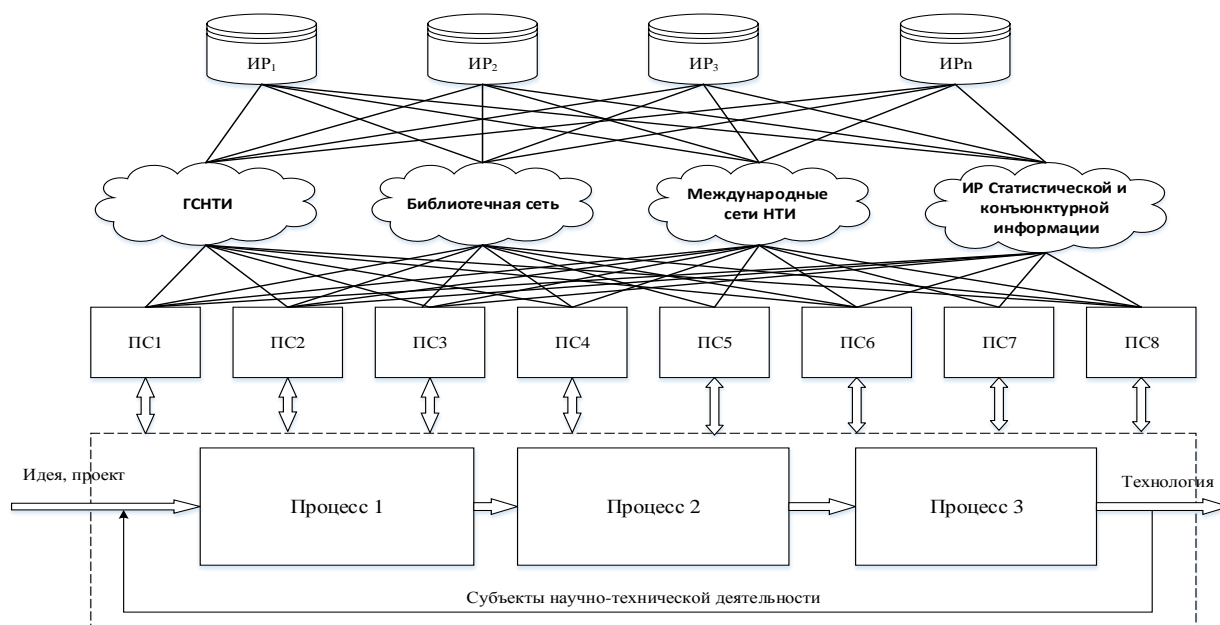 ИР₁
ИР₂
ИР₃
ИРn
ГСНТИ
Библиотечная сеть
Международные
сети НТИ
ИР Статистической и
конъюнктурной
информации
ПС1
ПС2
ПС3
ПС4
ПС5
ПС6
ПС7
ПС8
Идея, проект
Процесс 1
Процесс 2
Процесс 3
Технология
Субъекты научно-технической деятельности